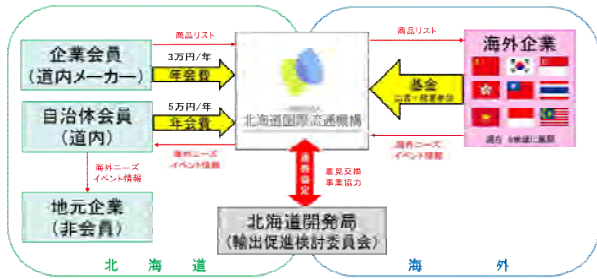 商品リスト
企業会員
(道内メーカー)
3万円/年
年会費
自治体会員
(道内)
5万円/年
年会費
海外ニーズ
イベント情報
海外ニーズ
イベント情報
地元企業
(非会員)
北海道国際流通機構
商品リスト
海外企業
基金
海外ニーズ
イベント情報
連携協定
意見交換
事業協力
北海道開発局
(輸出促進検討委員会)
北海道
海外